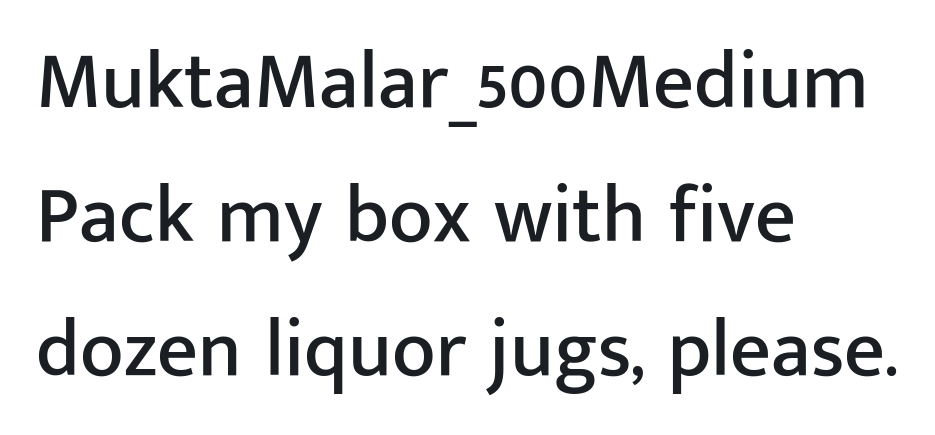 MuktaMalar_500Medium
Pack my box with five
dozen liquor jugs, please.